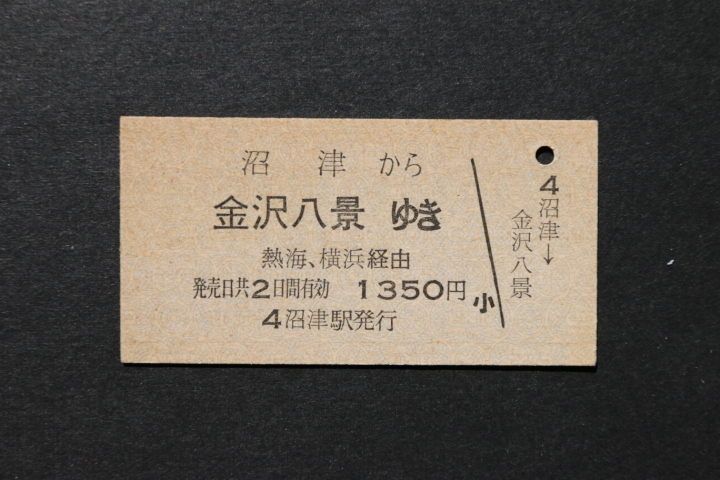 沼津から
金沢八景ゆき
熱海、横浜経由
発売日共2日間有効 1350円
4沼津駅発行
小
4沼津→
金沢八景